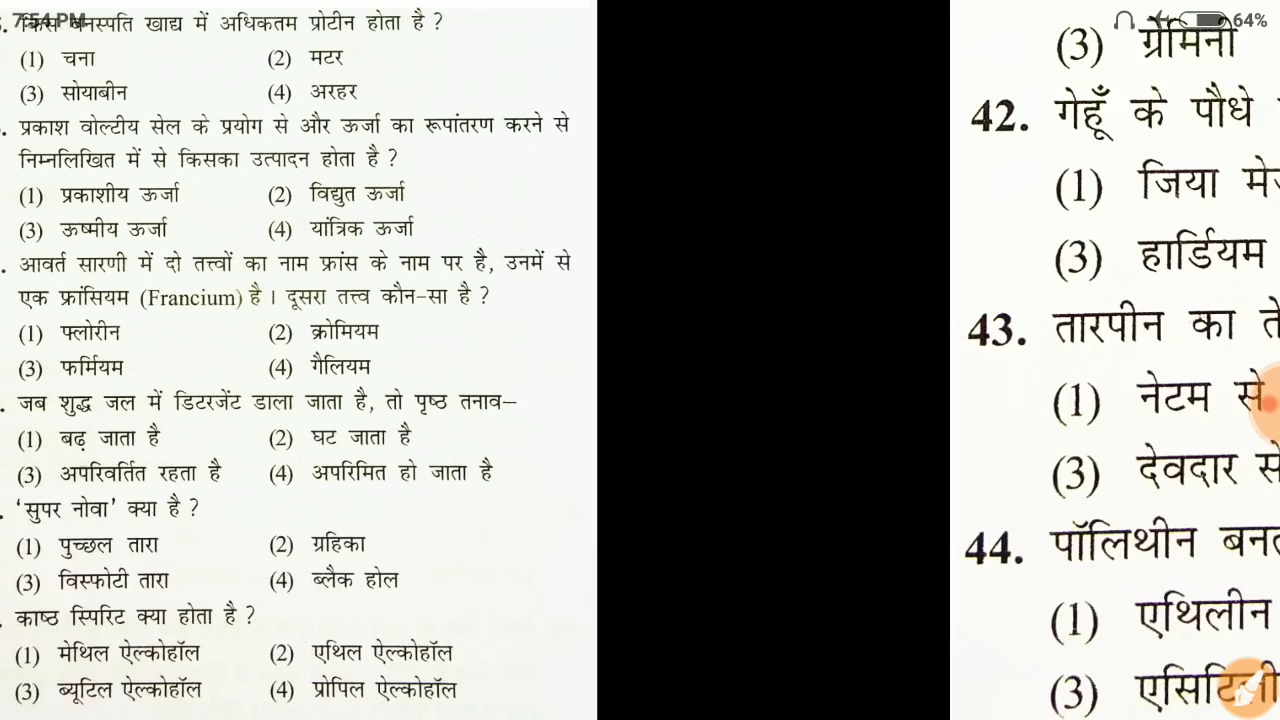 7:54 PM
64%
किस वनस्पति खाद्य में अधिकतम प्रोटीन होता है ?
(1) चना (2) मटर
(3) सोयाबीन (4) अरहर
. प्रकाश वोल्टीय सेल के प्रयोग से और ऊर्जा का रूपांतरण करने से
निम्नलिखित में से किसका उत्पादन होता है ?
(1) प्रकाशीय ऊर्जा (2) विद्युत ऊर्जा
(3) ऊष्मीय ऊर्जा (4) यांत्रिक ऊर्जा
. आवर्त सारणी में दो तत्त्वों का नाम फ्रांस के नाम पर है, उनमें से
एक फ्रांसियम (Francium) है । दूसरा तत्त्व कौन-सा है ?
(1) फ्लोरीन (2) क्रोमियम
(3) फर्मियम (4) गैलियम
. जब शुद्ध जल में डिटरजेंट डाला जाता है, तो पृष्ठ तनाव—
(1) बढ़ जाता है (2) घट जाता है
(3) अपरिवर्तित रहता है (4) अपरिमित हो जाता है
. 'सुपर नोवा' क्या है ?
(1) पुच्छल तारा (2) ग्रहिका
(3) विस्फोटी तारा (4) ब्लैक होल
. काष्ठ स्पिरिट क्या होता है ?
(1) मेथिल ऐल्कोहॉल (2) एथिल ऐल्कोहॉल
(3) ब्यूटिल ऐल्कोहॉल (4) प्रोपिल ऐल्कोहॉल
(3) ग्रेमिनी
42. गेहूँ के पौधे
(1) जिया
(3) हार्डियम
43. तारपीन का
(1) नेटम से
(3) देवदार से
44. पॉलिथीन
(1) एथिलीन
(3)